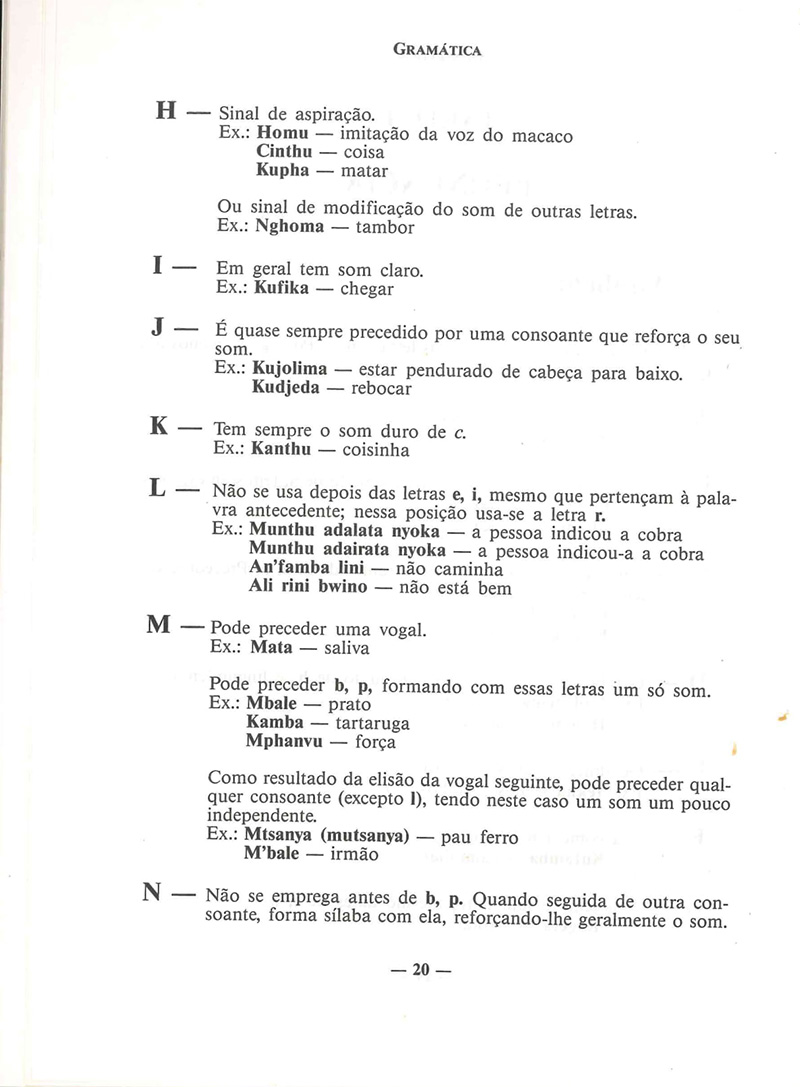 GRAMÁTICA
H — Sinal de aspiração.
Ex.: Homu — imitação da voz do macaco
Cinthu — coisa
Kupha — matar
Ou sinal de modificação do som de outras letras.
Ex.: Nghoma — tambor
I — Em geral tem som claro.
Ex.: Kufika — chegar
J — É quase sempre precedido por uma consoante que reforça o seu
som.
Ex.: Kujolima — estar pendurado de cabeça para baixo.
Kudjeda — rebocar
K — Tem sempre o som duro de c.
Ex.: Kanthu — coisinha
L — Não se usa depois das letras e, i, mesmo que pertençam à pala-
vra antecedente; nessa posição usa-se a letra r.
Ex.: Munthu adalata nyoka — a pessoa indicou a cobra
Munthu adairata nyoka — a pessoa indicou-a a cobra
An'famba lini — não caminha
Ali rini bwino — não está bem
M — Pode preceder uma vogal.
Ex.: Mata — saliva
Pode preceder b, p, formando com essas letras um só som.
Ex.: Mbale — prato
Kamba — tartaruga
Mphanvu — força
Como resultado da elisão da vogal seguinte, pode preceder qual-
quer consoante (excepto l), tendo neste caso um som um pouco
independente.
Ex.: Mtsanya (mutsanya) — pau ferro
M'bale — irmão
N — Não se emprega antes de b, p. Quando seguida de outra con-
soante, forma sílaba com ela, reforçando-lhe geralmente o som.
— 20 —